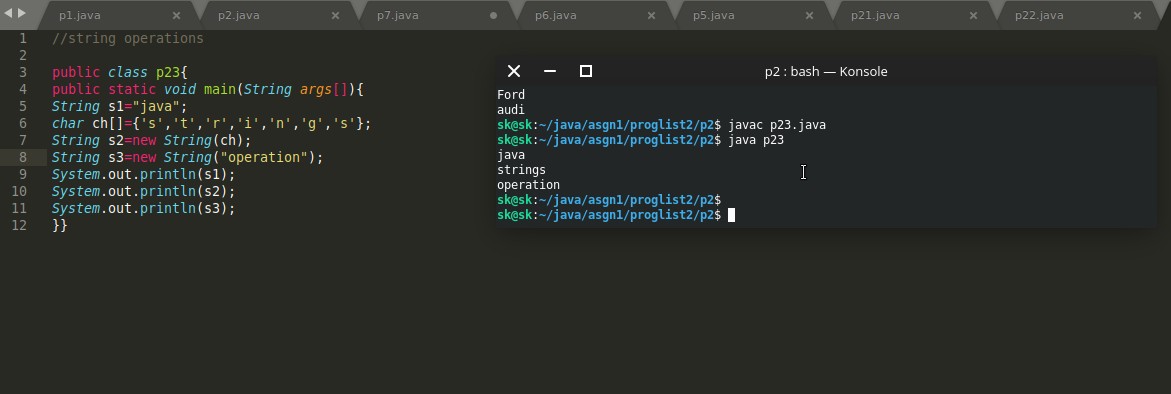 p1.java p2.java p7.java p6.java p5.java p21.java p22.java
1 //string operations
2
3 public class p23{
4 public static void main(String args[]){
5 String s1="java";
6 char ch[]={'s','t','r','i','n','g','s'};
7 String s2=new String(ch);
8 String s3=new String("operation");
9 System.out.println(s1);
10 System.out.println(s2);
11 System.out.println(s3);
12 }}
p2 : bash — Konsole
Ford
audi
sk@sk:~/java/asgn1/proglist2/p2$ javac p23.java
sk@sk:~/java/asgn1/proglist2/p2$ java p23
java
strings
operation
sk@sk:~/java/asgn1/proglist2/p2$
sk@sk:~/java/asgn1/proglist2/p2$